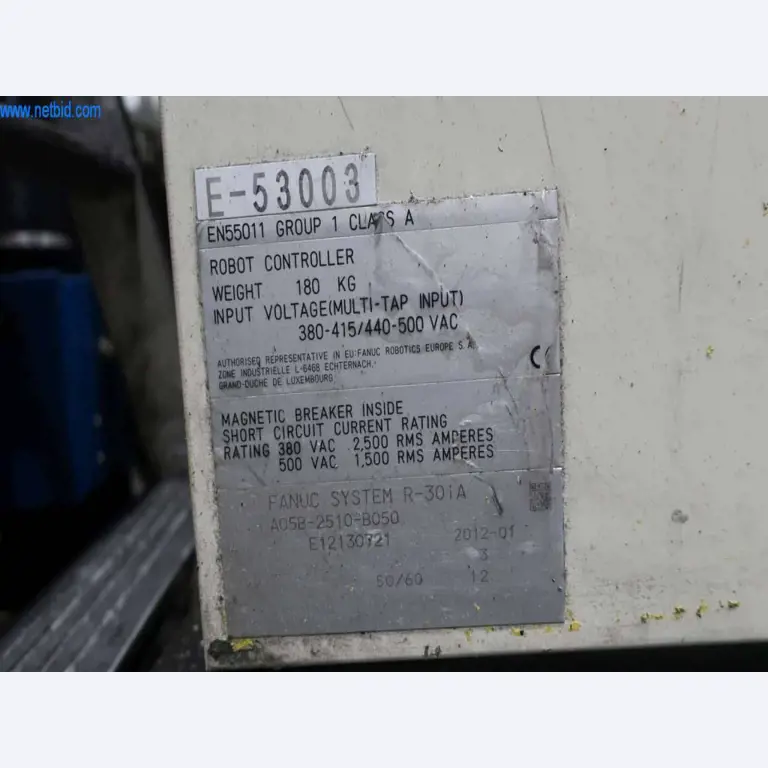 www.netbid.com
E-53003
EN55011 GROUP 1 CLASS A
ROBOT CONTROLLER
WEIGHT 180 KG
INPUT VOLTAGE(MULTI-TAP INPUT)
380-415/440-500 VAC
AUTHORISED REPRESENTATIVE IN EU:FANUC ROBOTICS EUROPE S.A.
ZONE INDUSTRIELLE L-6468 ECHTERNACH.
GRAND-DUCHE DE LUXEMBOURG
CE
MAGNETIC BREAKER INSIDE
SHORT CIRCUIT CURRENT RATING
RATING 380 VAC 2,500 RMS AMPERES
500 VAC 1,500 RMS AMPERES
FANUC SYSTEM R-30iA
A05B-2510-B050
E12130721 2012-01
3
50/60 12